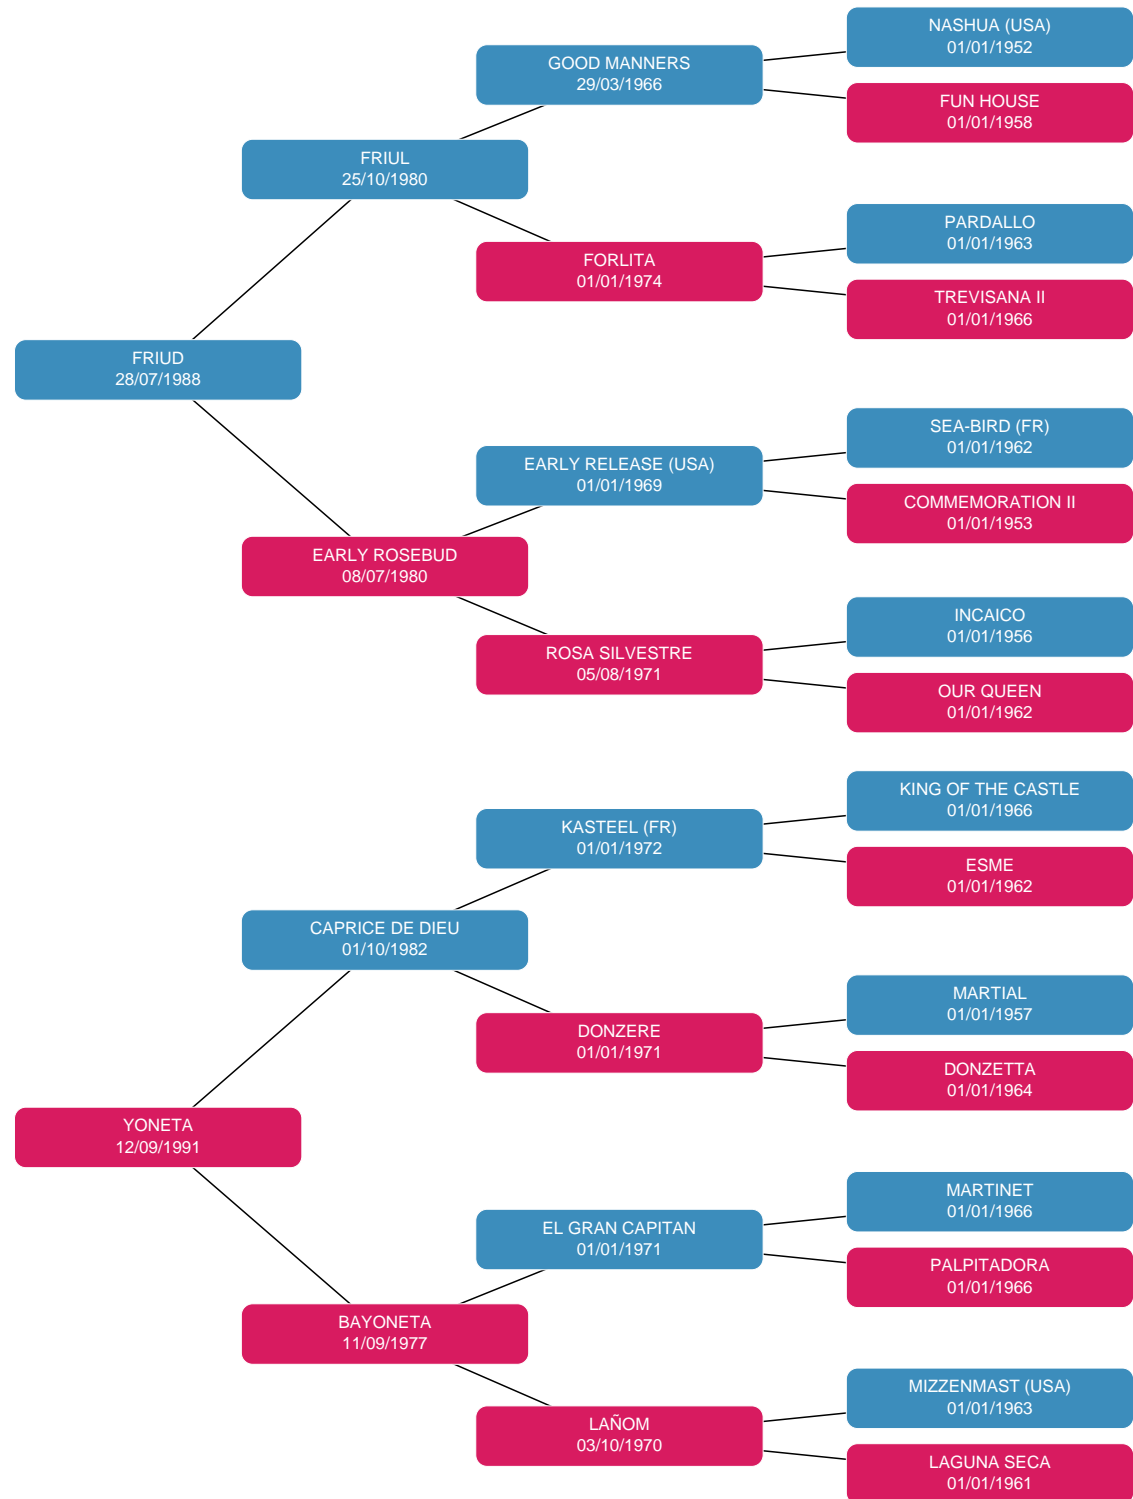 NASHUA (USA)
01/01/1952
GOOD MANNERS
29/03/1966
FUN HOUSE
01/01/1958
FRIUL
25/10/1980
PARDALLO
01/01/1963
FORLITA
01/01/1974
TREVISANA II
01/01/1966
FRIUD
28/07/1988
SEA-BIRD (FR)
01/01/1962
EARLY RELEASE (USA)
01/01/1969
COMMEMORATION II
01/01/1953
EARLY ROSEBUD
08/07/1980
INCAICO
01/01/1956
ROSA SILVESTRE
05/08/1971
OUR QUEEN
01/01/1962
KING OF THE CASTLE
01/01/1966
KASTEEL (FR)
01/01/1972
ESME
01/01/1962
CAPRICE DE DIEU
01/10/1982
MARTIAL
01/01/1957
DONZERE
01/01/1971
DONZETTA
01/01/1964
YONETA
12/09/1991
MARTINET
01/01/1966
EL GRAN CAPITAN
01/01/1971
PALPITADORA
01/01/1966
BAYONETA
11/09/1977
MIZZENMAST (USA)
01/01/1963
LAÑOM
03/10/1970
LAGUNA SECA
01/01/1961